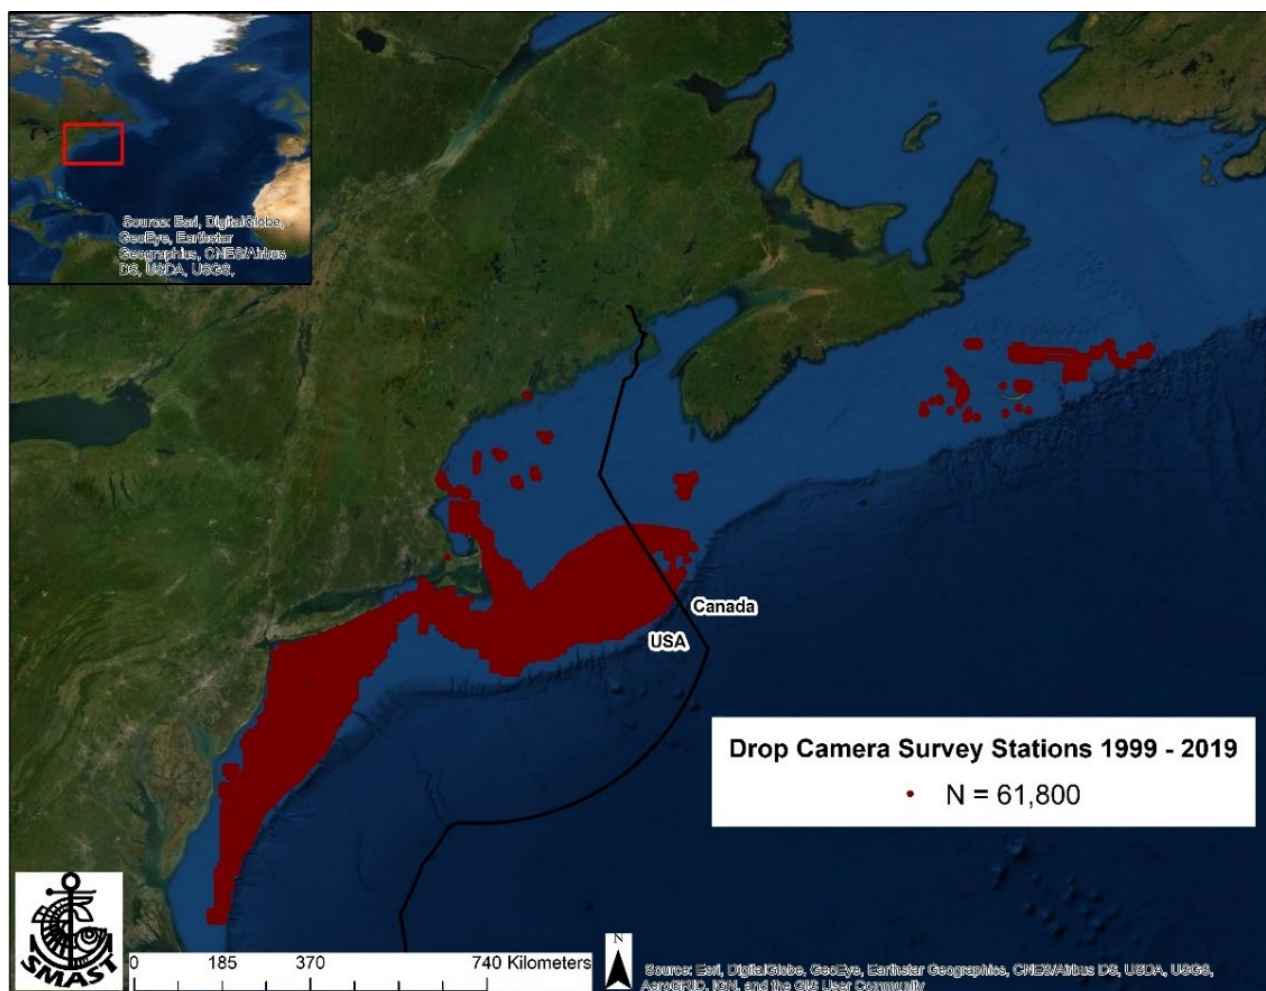 Source: Esri, DigitalGlobe,
GeoEye, Earthstar
Geographics, CNES/Airbus
DS, USDA, USGS,
Canada
USA
Drop Camera Survey Stations 1999 - 2019
N = 61,800
SMAST
0 185 370 740 Kilometers
N
Source: Esri, DigitalGlobe, GeoEye, Earthstar Geographics, CNES/Airbus DS, USDA, USGS,
AeroGRID, IGN, and the GIS User Community